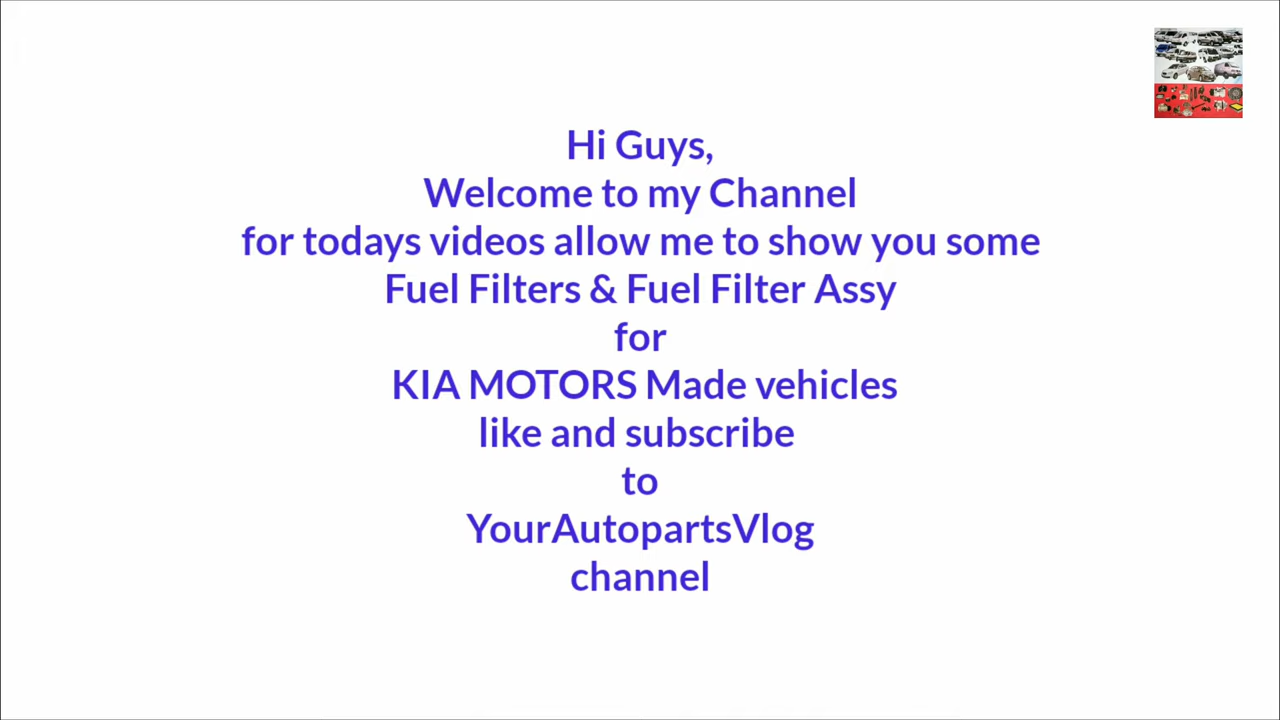 Hi Guys,
Welcome to my Channel
for todays videos allow me to show you some
Fuel Filters & Fuel Filter Assy
for
KIA MOTORS Made vehicles
like and subscribe
to
YourAutopartsVlog
channel